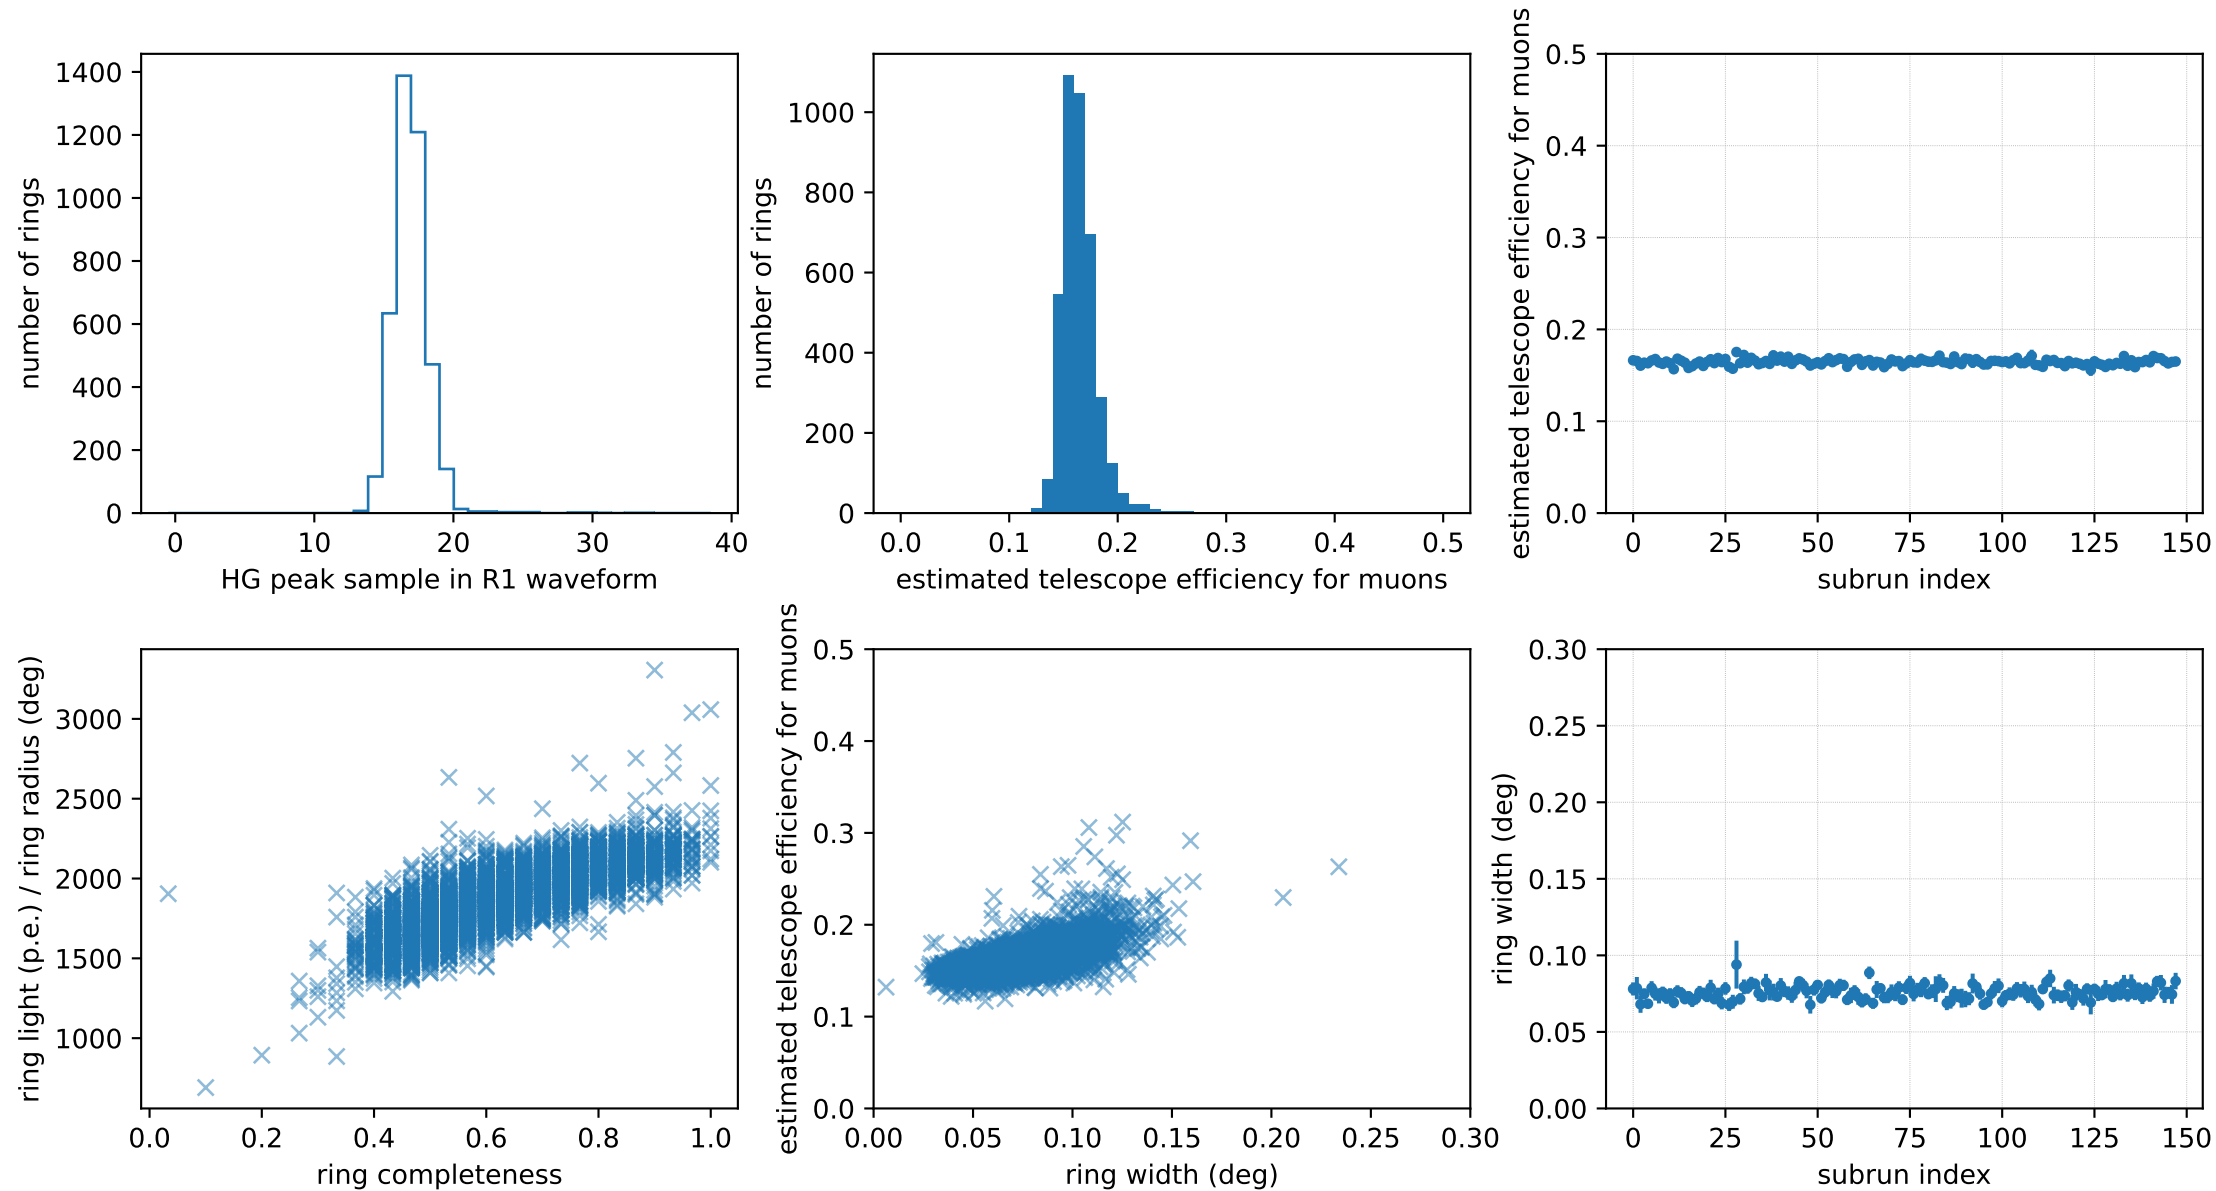 1400
1200
1000
800
600
400
200
0
number of rings
0 10 20 30 40
HG peak sample in R1 waveform
1000
800
600
400
200
0
number of rings
0.0 0.1 0.2 0.3 0.4 0.5
estimated telescope efficiency for muons
0.5
0.4
0.3
0.2
0.1
0.0
estimated telescope efficiency for muons
0 25 50 75 100 125 150
subrun index
3000
2500
2000
1500
1000
ring light (p.e.) / ring radius (deg)
0.0 0.2 0.4 0.6 0.8 1.0
ring completeness
0.5
0.4
0.3
0.2
0.1
0.0
estimated telescope efficiency for muons
0.00 0.05 0.10 0.15 0.20 0.25 0.30
ring width (deg)
0.30
0.25
0.20
0.15
0.10
0.05
0.00
ring width (deg)
0 25 50 75 100 125 150
subrun index